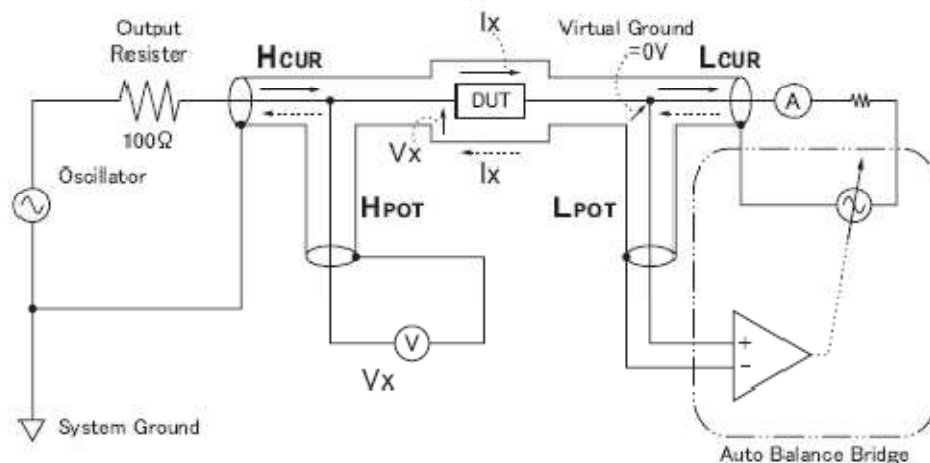 Output
Resister
100Ω
Oscillator
HCUR
Ix
DUT
Vx
Ix
Virtual Ground
=0V
LCUR
A
HPOT
LPOT
V
Vx
+
−
System Ground
Auto Balance Bridge